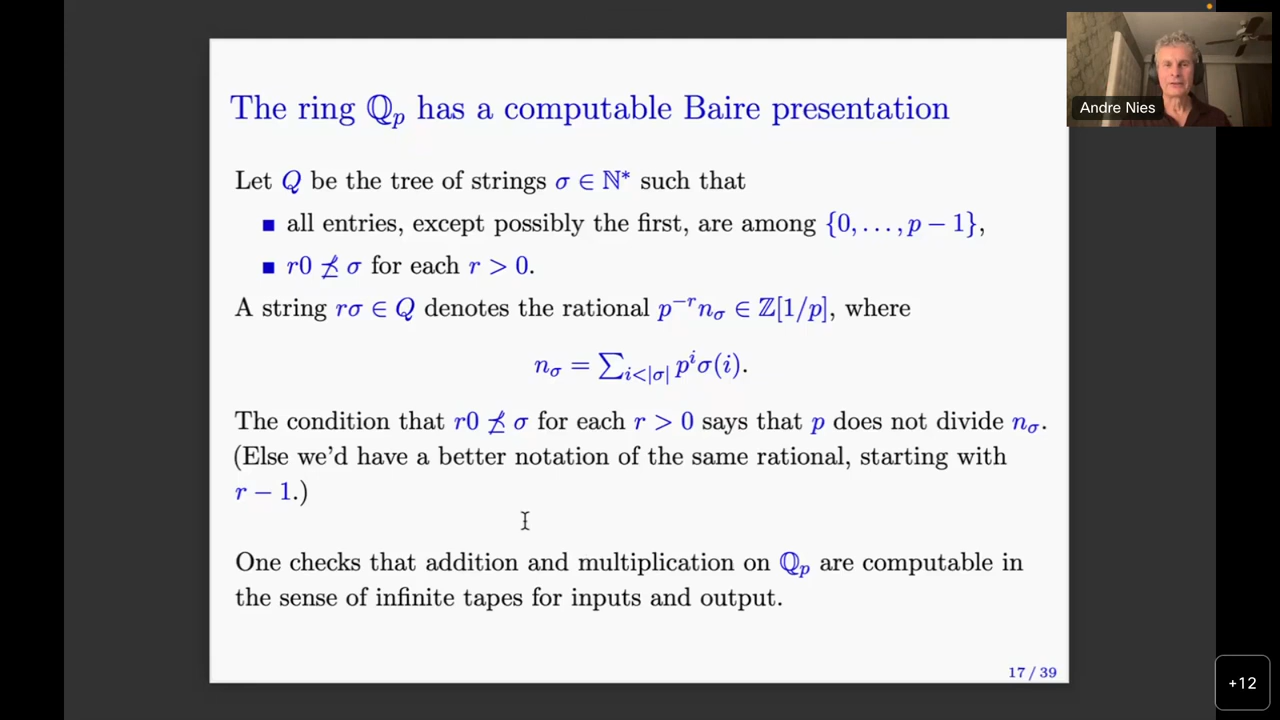 The ring ℚₚ has a computable Baire presentation
Andre Nies
Let Q be the tree of strings σ ∈ ℕ* such that
■ all entries, except possibly the first, are among {0, . . . , p − 1},
■ r0 ⋠ σ for each r > 0.
A string rσ ∈ Q denotes the rational p^{−r}n_σ ∈ ℤ[1/p], where
n_σ = ∑_{i<|σ|} p^i σ(i).
The condition that r0 ⋠ σ for each r > 0 says that p does not divide n_σ.
(Else we'd have a better notation of the same rational, starting with
r − 1.)
One checks that addition and multiplication on ℚₚ are computable in
the sense of infinite tapes for inputs and output.
17 / 39
+12